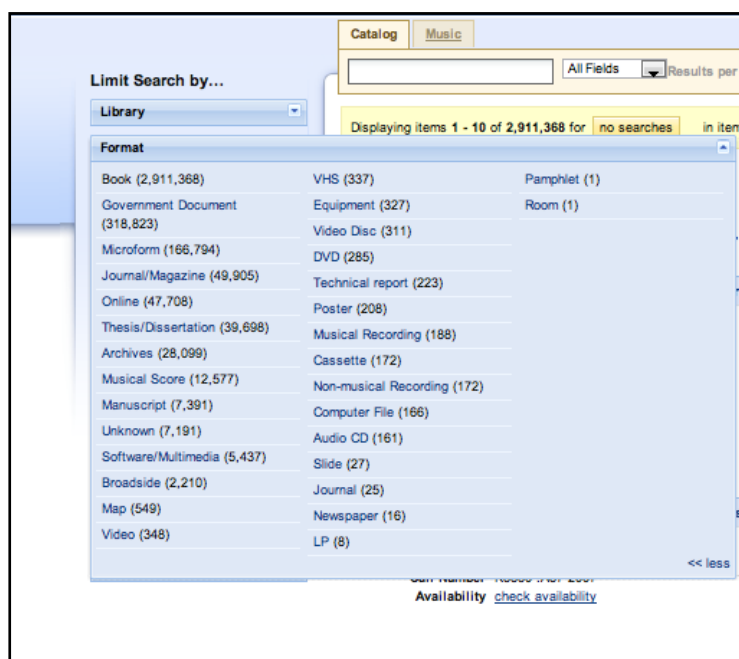 Catalog Music
All Fields Results per
Limit Search by...
Library
Displaying items 1 - 10 of 2,911,368 for no searches in item
Format
Book (2,911,368)
Government Document
(318,823)
Microform (166,794)
Journal/Magazine (49,905)
Online (47,708)
Thesis/Dissertation (39,698)
Archives (28,099)
Musical Score (12,577)
Manuscript (7,391)
Unknown (7,191)
Software/Multimedia (5,437)
Broadside (2,210)
Map (549)
Video (348)
VHS (337)
Equipment (327)
Video Disc (311)
DVD (285)
Technical report (223)
Poster (208)
Musical Recording (188)
Cassette (172)
Non-musical Recording (172)
Computer File (166)
Audio CD (161)
Slide (27)
Journal (25)
Newspaper (16)
LP (8)
Pamphlet (1)
Room (1)
<< less
Availability check availability